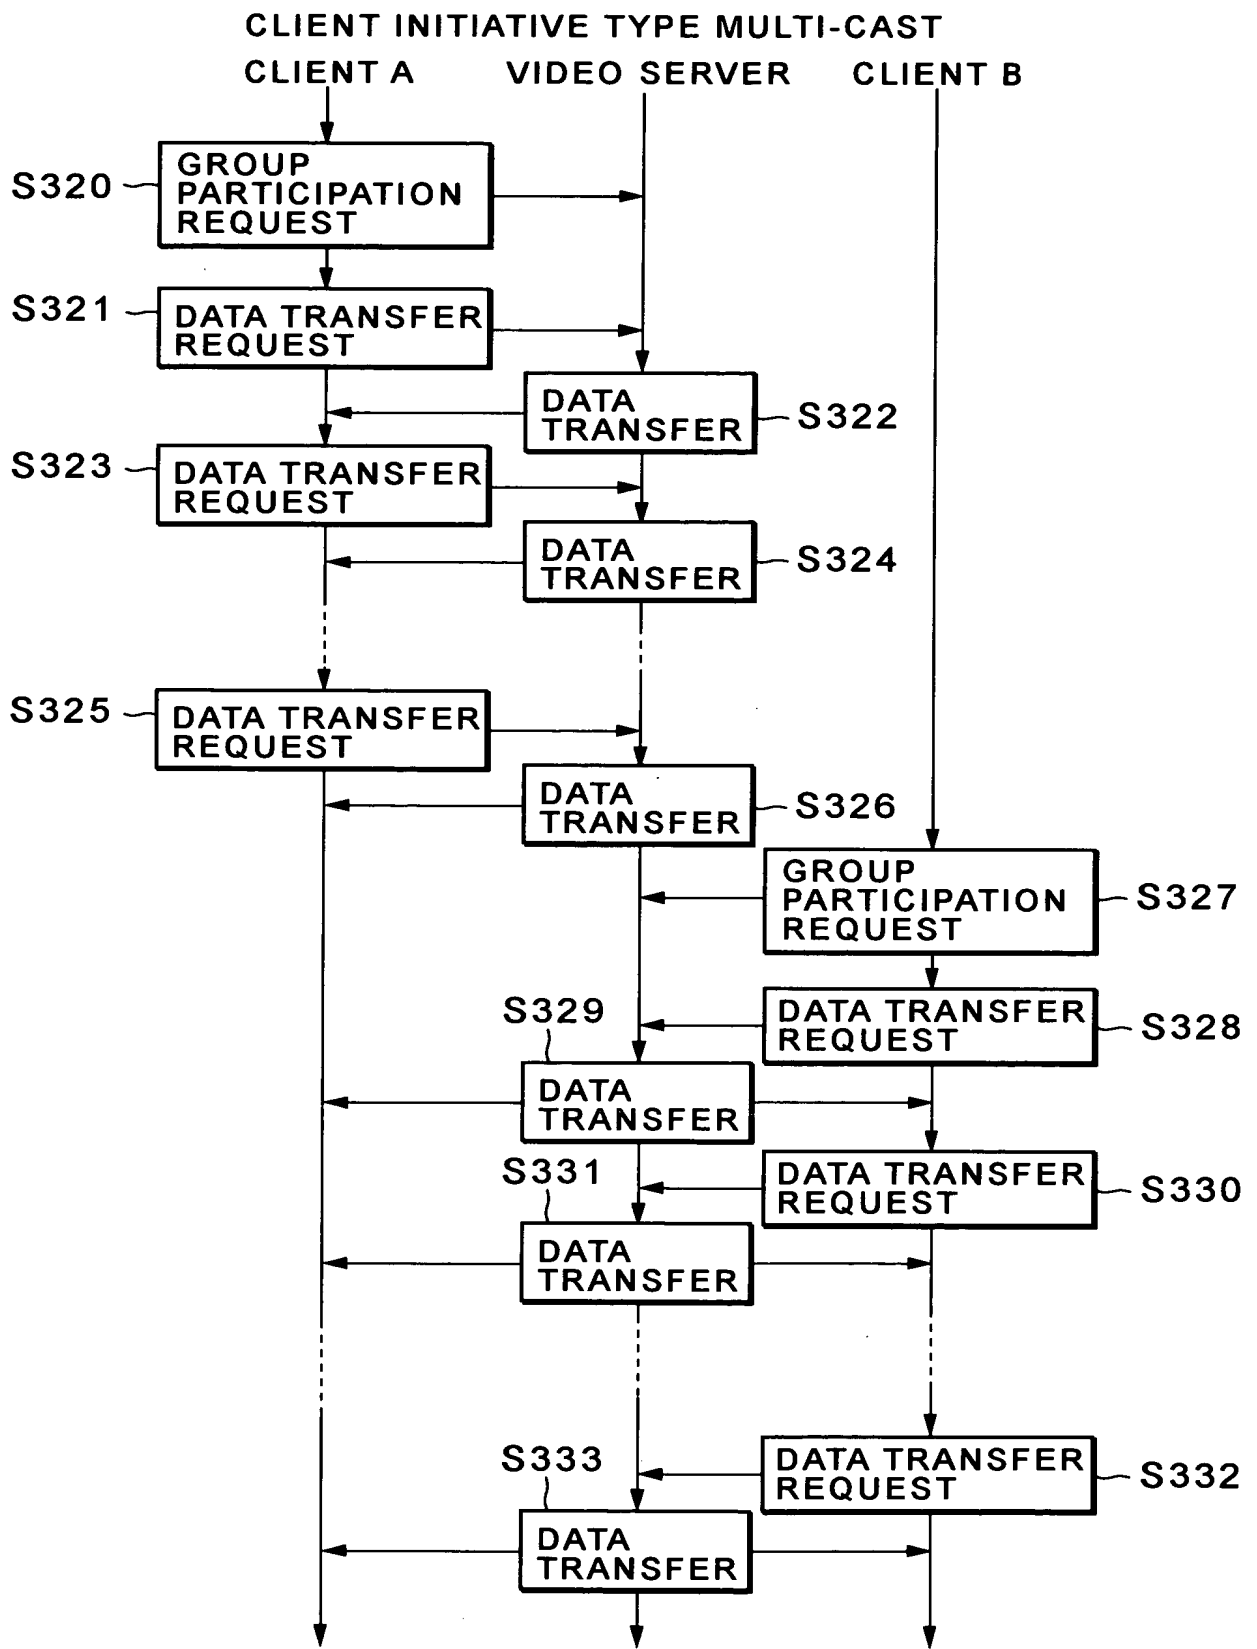 CLIENT INITIATIVE TYPE MULTI-CAST
CLIENT A
VIDEO SERVER
CLIENT B
S320
GROUP
PARTICIPATION
REQUEST
S321
DATA TRANSFER
REQUEST
DATA
TRANSFER
S322
S323
DATA TRANSFER
REQUEST
DATA
TRANSFER
S324
S325
DATA TRANSFER
REQUEST
DATA
TRANSFER
S326
GROUP
PARTICIPATION
REQUEST
S327
DATA TRANSFER
REQUEST
S328
S329
DATA
TRANSFER
DATA TRANSFER
REQUEST
S330
S331
DATA
TRANSFER
DATA TRANSFER
REQUEST
S332
S333
DATA
TRANSFER